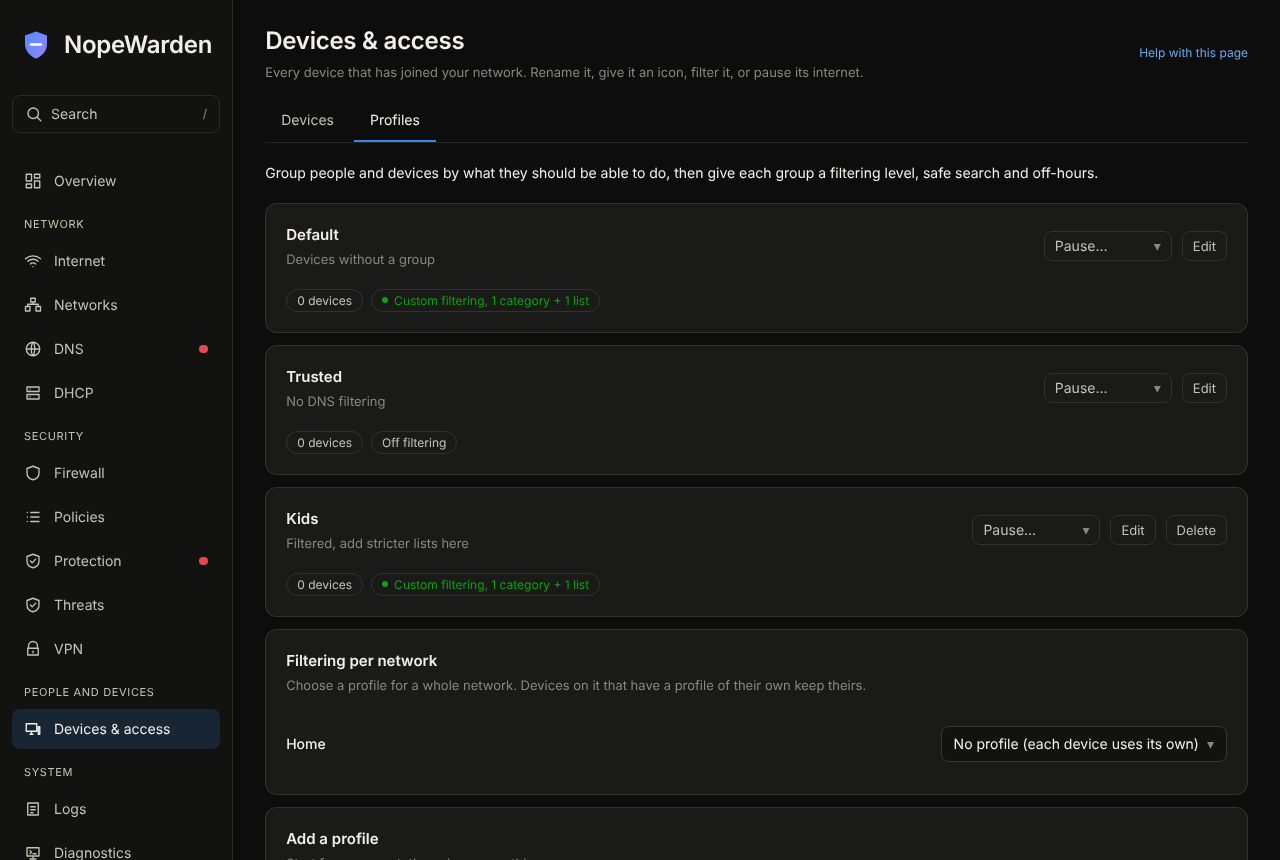 NopeWarden
Search /
Overview
NETWORK
Internet
Networks
DNS
DHCP
SECURITY
Firewall
Policies
Protection
Threats
VPN
PEOPLE AND DEVICES
Devices & access
SYSTEM
Logs
Diagnostics
Devices & access
Every device that has joined your network. Rename it, give it an icon, filter it, or pause its internet.
Help with this page
Devices Profiles
Group people and devices by what they should be able to do, then give each group a filtering level, safe search and off-hours.
Default
Devices without a group
Pause... Edit
0 devices Custom filtering, 1 category + 1 list
Trusted
No DNS filtering
Pause... Edit
0 devices Off filtering
Kids
Filtered, add stricter lists here
Pause... Edit Delete
0 devices Custom filtering, 1 category + 1 list
Filtering per network
Choose a profile for a whole network. Devices on it that have a profile of their own keep theirs.
Home No profile (each device uses its own)
Add a profile